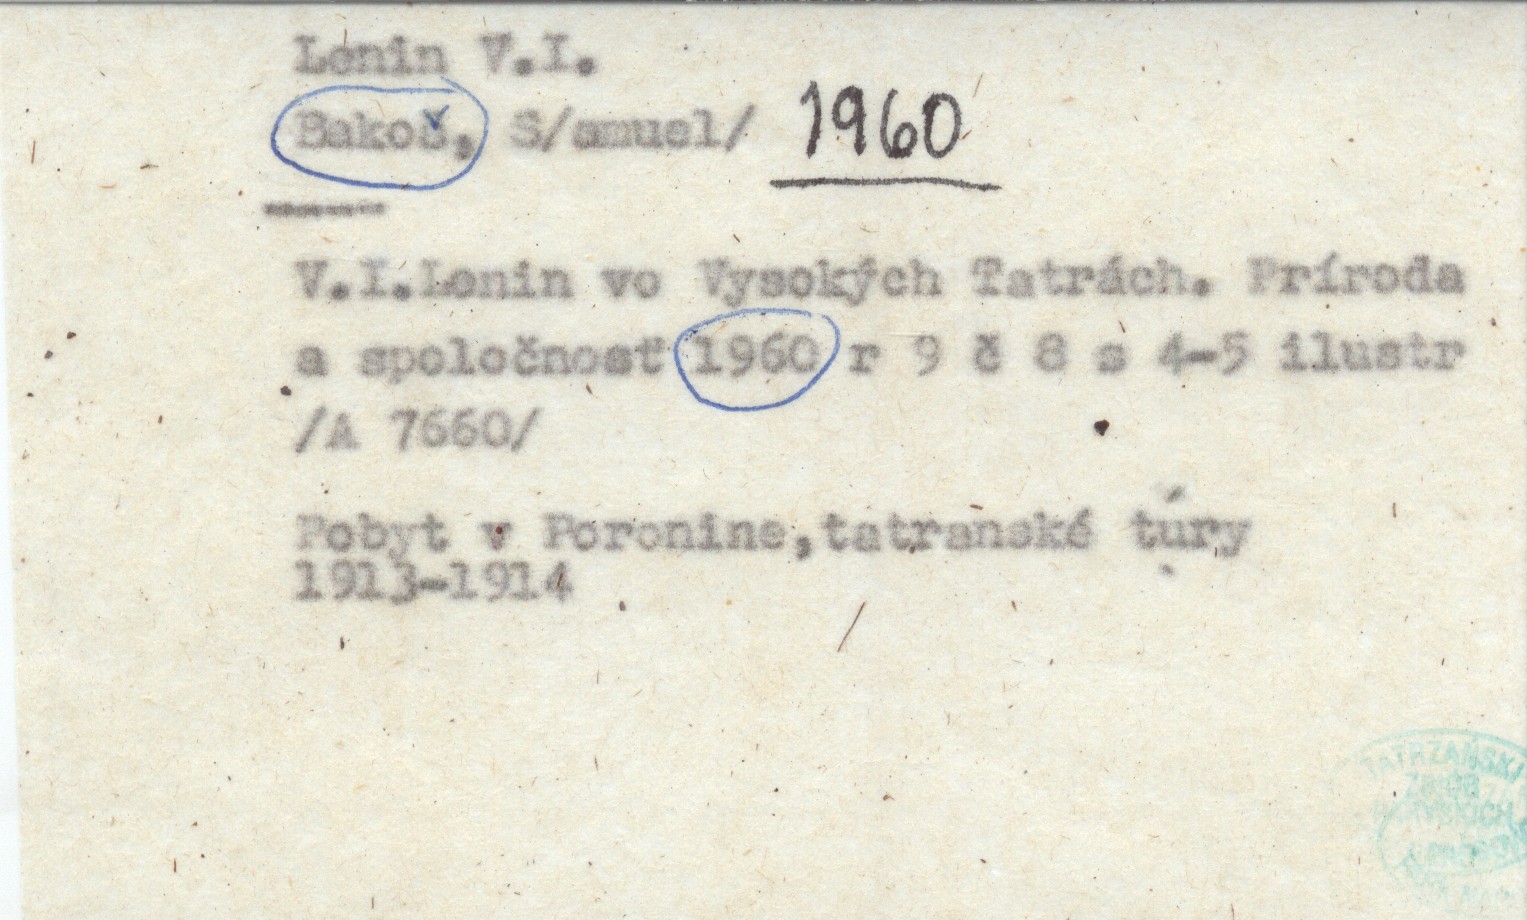 Lenin V.I.
Bakoš, S/amuel/ 1960
V.I.Lenin vo Vysokých Tatrách. Príroda
a spoločnosť 1960 r 9 č 8 s 4-5 ilustr
/A 7660/
Pobyt v Poronine,tatranské túry
1913-1914
TATRZAŃSKI